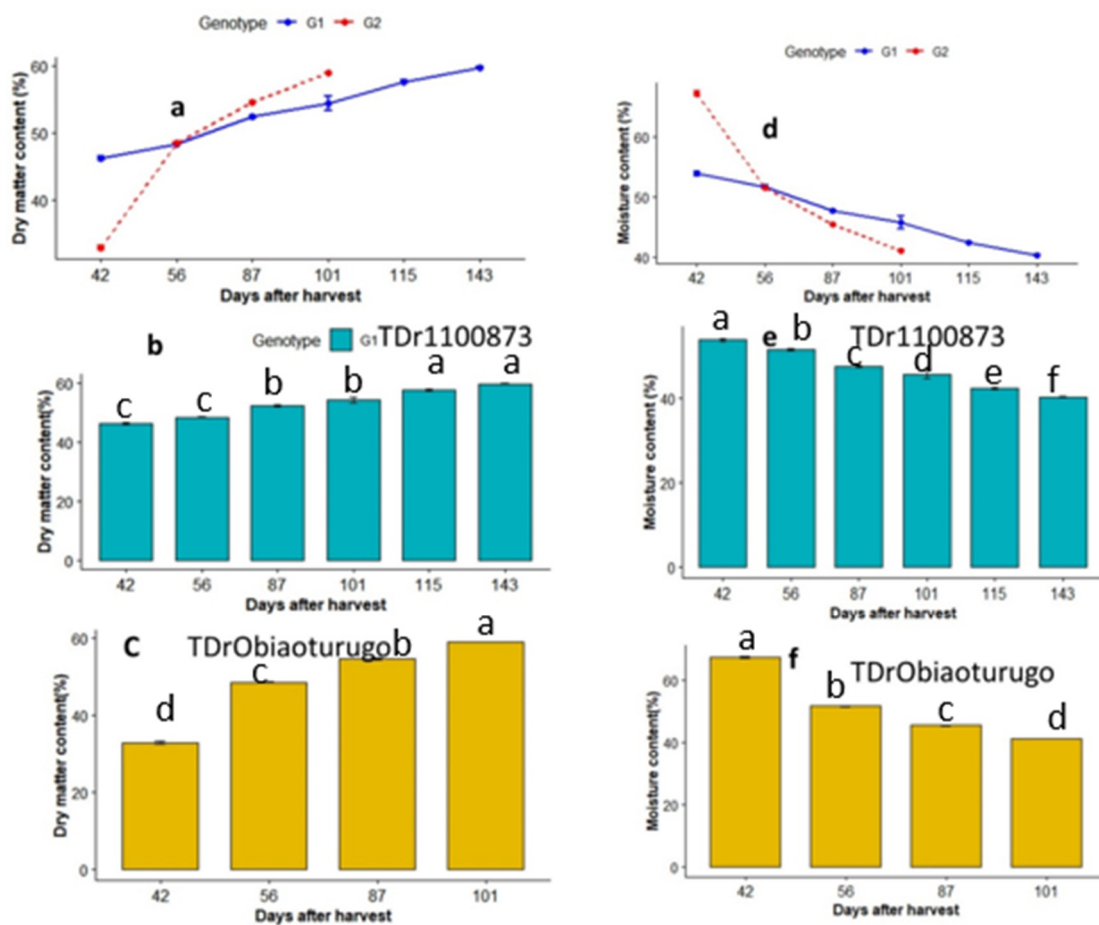 Genotype G1 G2
Dry matter content (%)
60
50
40
a
42 56 87 101 115 143
Days after harvest
Genotype G1 G2
Moisture content (%)
60
50
40
d
42 56 87 101 115 143
Days after harvest
b
Genotype G1 TDr1100873
Dry matter content(%)
60
40
20
0
c c b b a a
42 56 87 101 115 143
Days after harvest
e
TDr1100873
Moisture content (%)
40
20
0
a b c d e f
42 56 87 101 115 143
Days after harvest
C
TDrObiaoturugo
Dry matter content(%)
60
40
20
0
d c b a
42 56 87 101
Days after harvest
f
TDrObiaoturugo
Moisture content(%)
60
40
20
0
a b c d
42 56 87 101
Days after harvest